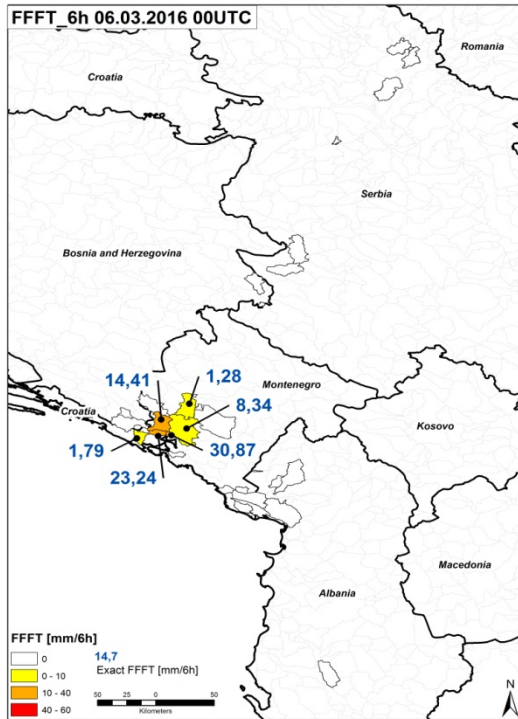 FFFT_6h 06.03.2016 00UTC
Romania
Croatia
Serbia
Bosnia and Herzegovina
14,41
1,28
Montenegro
8,34
Croatia
Kosovo
1,79
30,87
23,24
Macedonia
Albania
FFFT [mm/6h]
0
0 - 10
10 - 40
40 - 60
14,7
Exact FFFT [mm/6h]
50 25 0 50
Kilometers
N